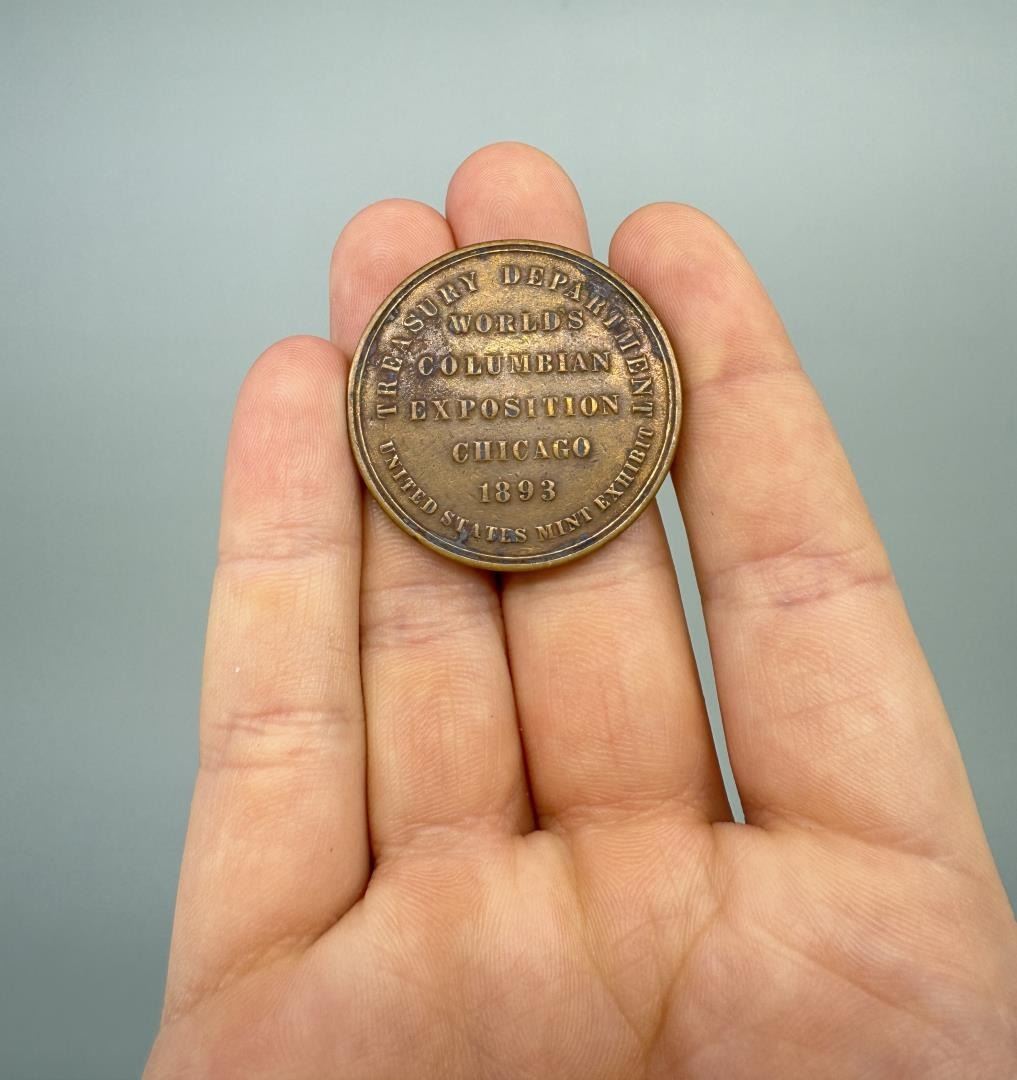 TREASURY DEPARTMENT
WORLD'S
COLUMBIAN
EXPOSITION
CHICAGO
1893
UNITED STATES MINT EXHIBIT